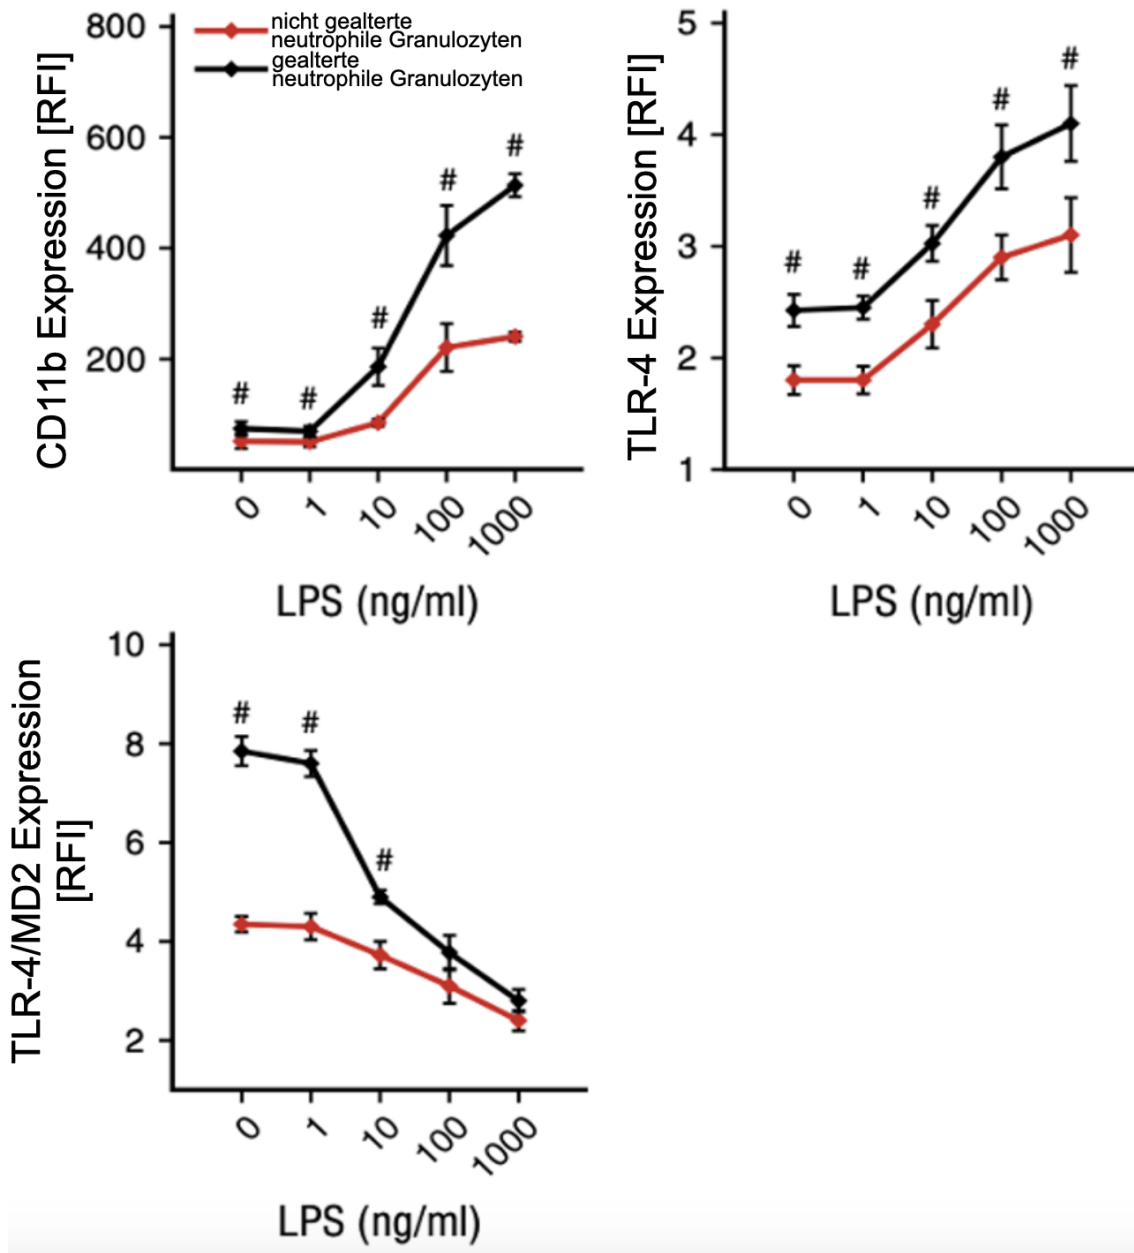 800
600
400
200
CD11b Expression [RFI]
nicht gealterte
neutrophile Granulozyten
gealterte
neutrophile Granulozyten
# # # # #
0 1 10 100 1000
LPS (ng/ml)
5
4
3
2
1
TLR-4 Expression [RFI]
# # # # #
0 1 10 100 1000
LPS (ng/ml)
10
8
6
4
2
TLR-4/MD2 Expression
[RFI]
# # #
0 1 10 100 1000
LPS (ng/ml)